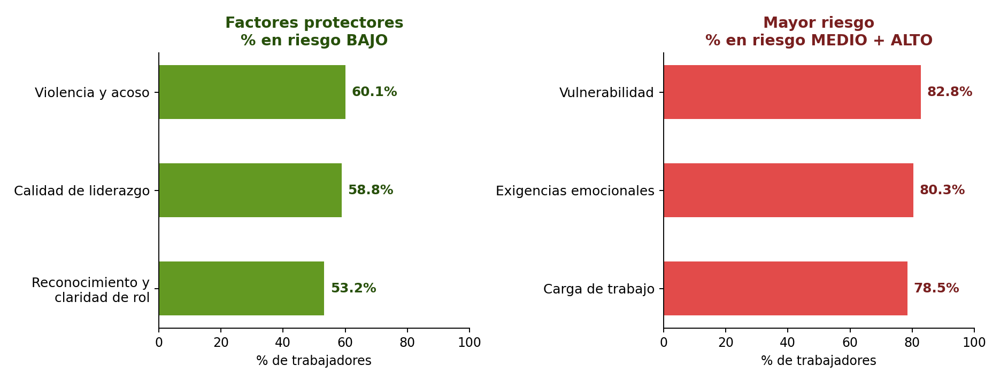 Factores protectores
% en riesgo BAJO
Violencia y acoso
60.1%
Calidad de liderazgo
58.8%
Reconocimiento y
claridad de rol
53.2%
0 20 40 60 80 100
% de trabajadores
Mayor riesgo
% en riesgo MEDIO + ALTO
Vulnerabilidad
82.8%
Exigencias emocionales
80.3%
Carga de trabajo
78.5%
0 20 40 60 80 100
% de trabajadores